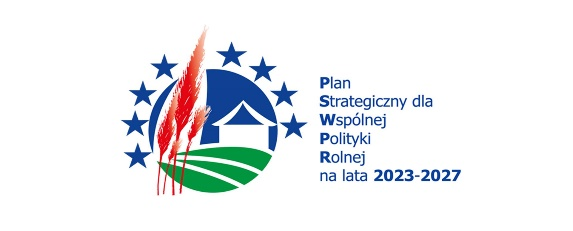 Plan
Strategiczny dla
Wspólnej
Polityki
Rolnej
na lata 2023-2027